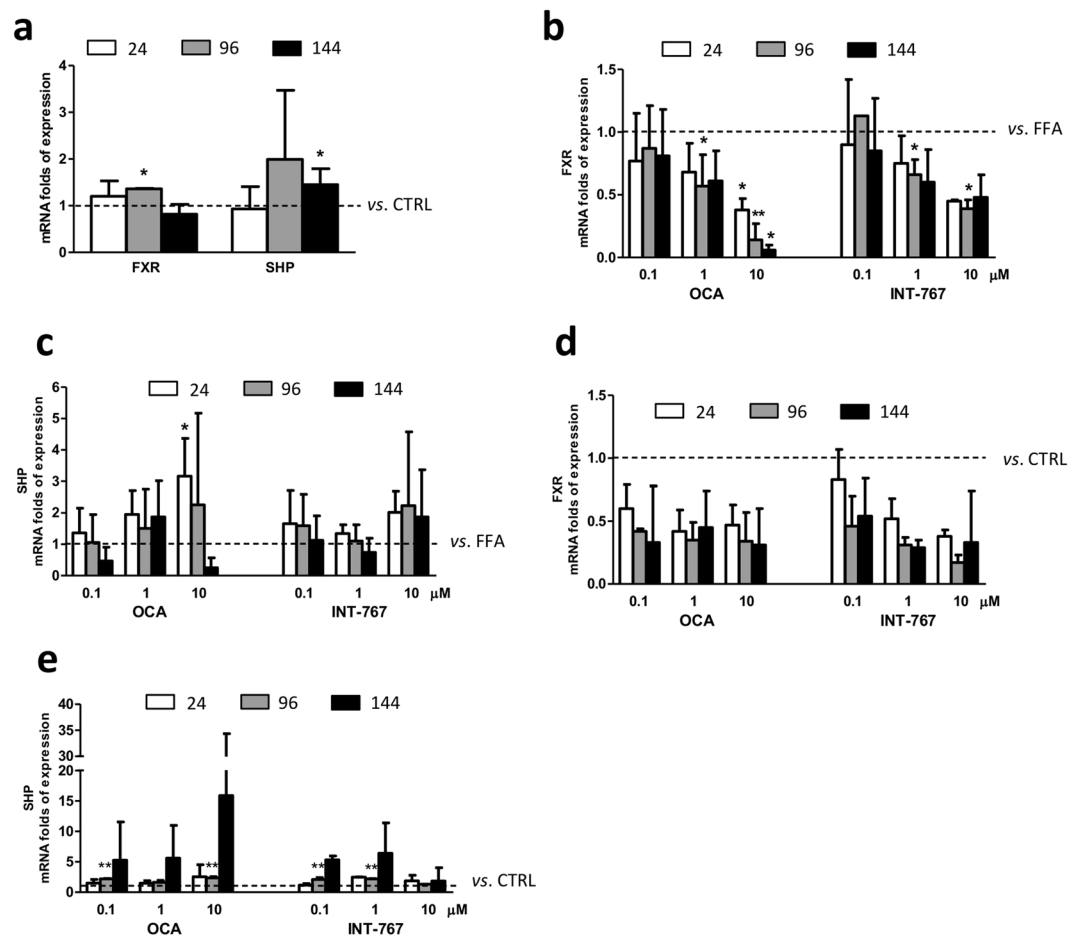 a
24 96 144
mRNA folds of expression
4
3
2
1
0
*
*
vs. CTRL
FXR SHP
b
24 96 144
FXR
mRNA folds of expression
1.5
1.0
0.5
0.0
*
*
**
*
*
*
vs. FFA
0.1 1 10 0.1 1 10 μM
OCA INT-767
c
24 96 144
SHP
mRNA folds of expression
6
5
4
3
2
1
0
*
vs. FFA
0.1 1 10 0.1 1 10 μM
OCA INT-767
d
24 96 144
FXR
mRNA folds of expression
1.5
1.0
0.5
0.0
vs. CTRL
0.1 1 10 0.1 1 10 μM
OCA INT-767
e
24 96 144
SHP
mRNA folds of expression
40
35
30
20
15
10
5
0
**
**
**
**
vs. CTRL
0.1 1 10 0.1 1 10 μM
OCA INT-767